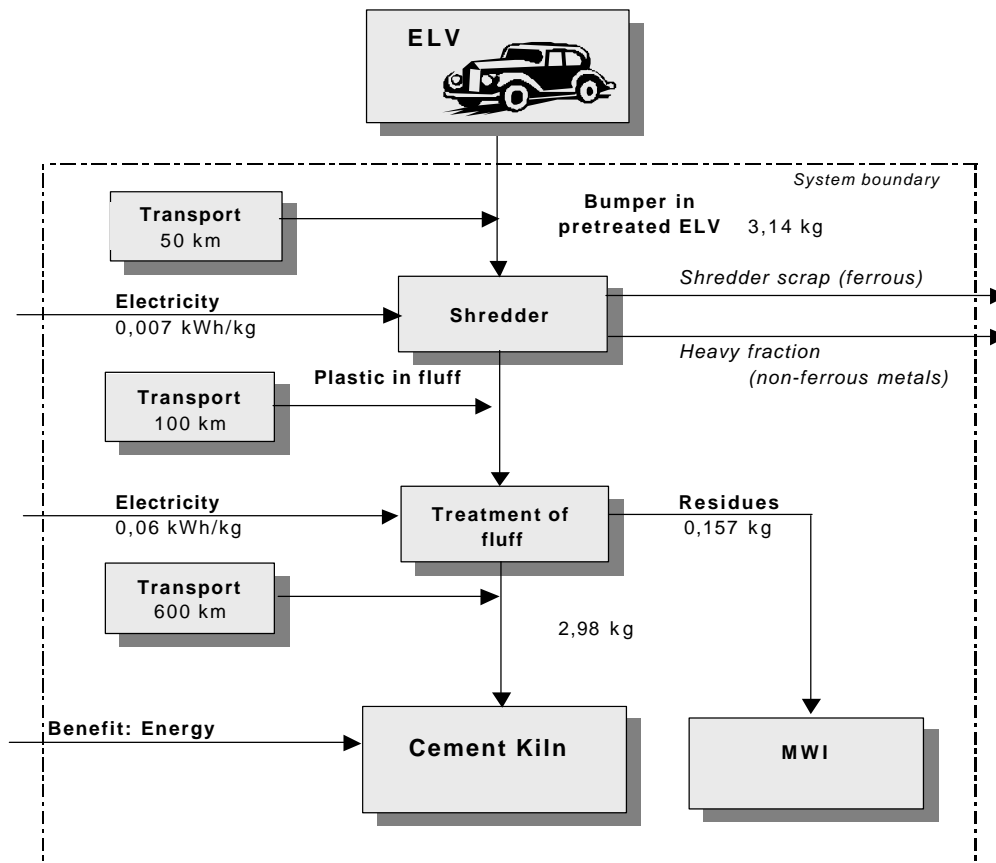 ELV
System boundary
Transport
50 km
Bumper in
pretreated ELV 3,14 kg
Shredder scrap (ferrous)
Electricity
0,007 kWh/kg
Shredder
Heavy fraction
(non-ferrous metals)
Plastic in fluff
Transport
100 km
Electricity
0,06 kWh/kg
Treatment of
fluff
Residues
0,157 kg
Transport
600 km
2,98 kg
Benefit: Energy
Cement Kiln
MWI